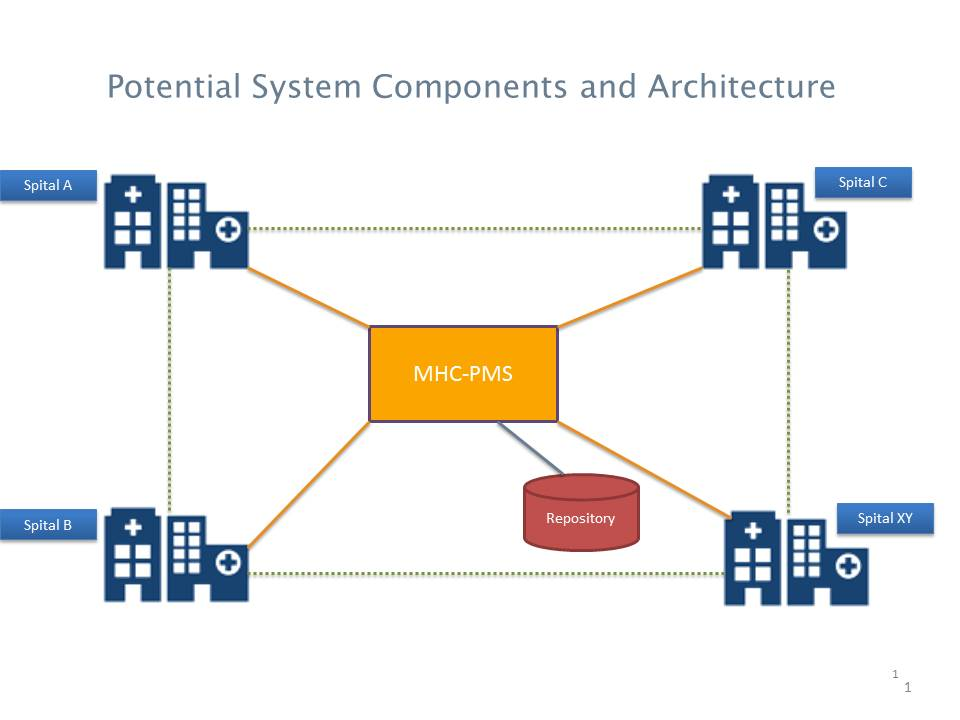 Potential System Components and Architecture
Spital A
Spital C
MHC-PMS
Repository
Spital B
Spital XY
1
1